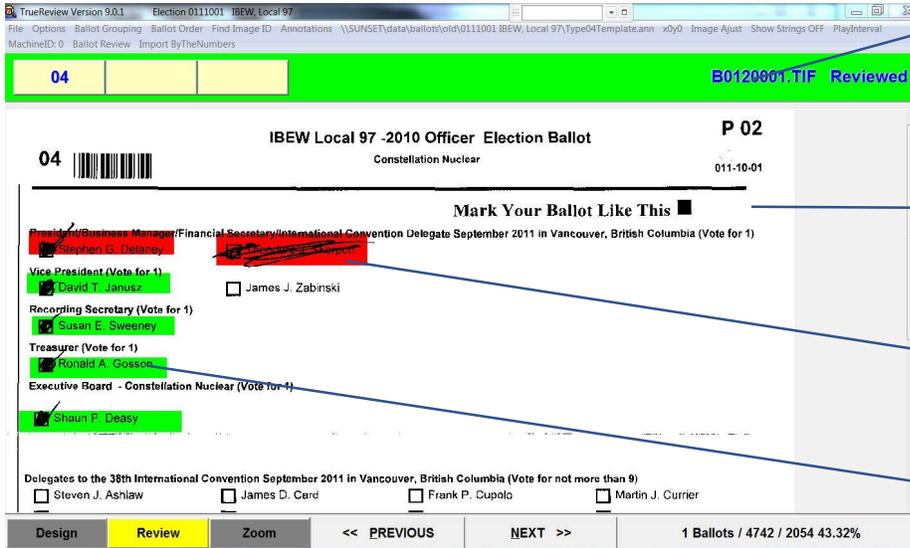 TrueReview Version 9.0.1 Election 0111001 IBEW, Local 97
File Options Ballot Grouping Ballot Order Find Image ID Annotations \\SUNSET\data\ballots\old\0111001 IBEW, Local 97\Type04Template.ann x0y0 Image Ajust Show Strings OFF PlayInterval
MachineID: 0 Ballot Review Import ByTheNumbers
04 B0120001.TIF Reviewed
IBEW Local 97 -2010 Officer Election Ballot P 02
04 Constellation Nuclear 011-10-01
Mark Your Ballot Like This
President/Business Manager/Financial Secretary/International Convention Delegate September 2011 in Vancouver, British Columbia (Vote for 1)
Stephen G. Delaney
Vice President (Vote for 1)
David T. Janusz James J. Zabinski
Recording Secretary (Vote for 1)
Susan E. Sweeney
Treasurer (Vote for 1)
Ronald A. Gosson
Executive Board - Constellation Nuclear (Vote for 1)
Shaun P. Deasy
Delegates to the 38th International Convention September 2011 in Vancouver, British Columbia (Vote for not more than 9)
Steven J. Ashlaw James D. Card Frank P. Cupolo Martin J. Currier
Design Review Zoom << PREVIOUS NEXT >> 1 Ballots / 4742 / 2054 43.32%